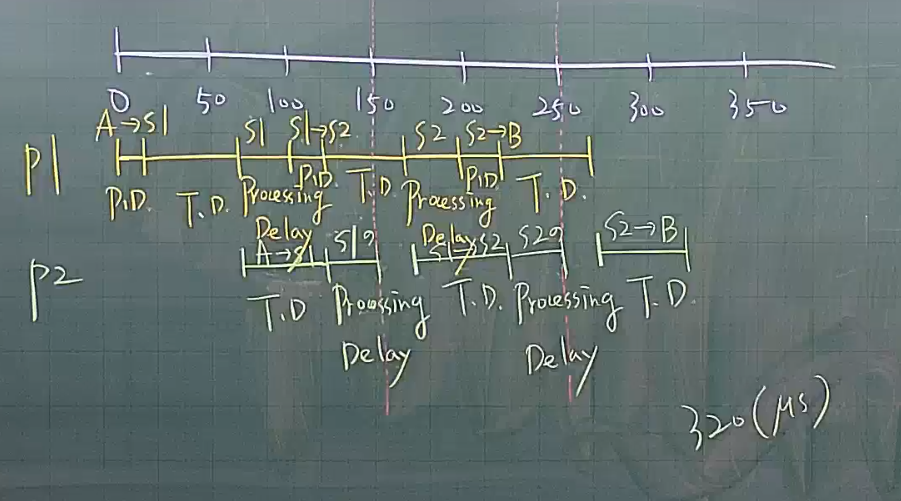 0 50 100 150 200 250 300 350
A→S1 S1 S1→S2 S2 S2→B
P1 P.D. T.D. Processing Delay P.D. T.D. Processing Delay P.D. T.D.
A→S1 S1 S1→S2 S2 S2→B
P2 T.D Processing Delay T.D. Processing Delay T.D.
320(μs)